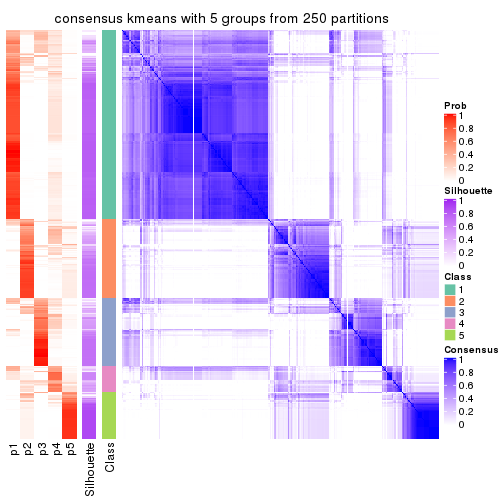 consensus kmeans with 5 groups from 250 partitions
Prob
1
0.8
0.6
0.4
0.2
0
Silhouette
1
0.8
0.6
0.4
0.2
0
Class
1
2
3
4
5
Consensus
1
0.8
0.6
0.4
0.2
0
p1
p2
p3
p4
p5
Silhouette
Class